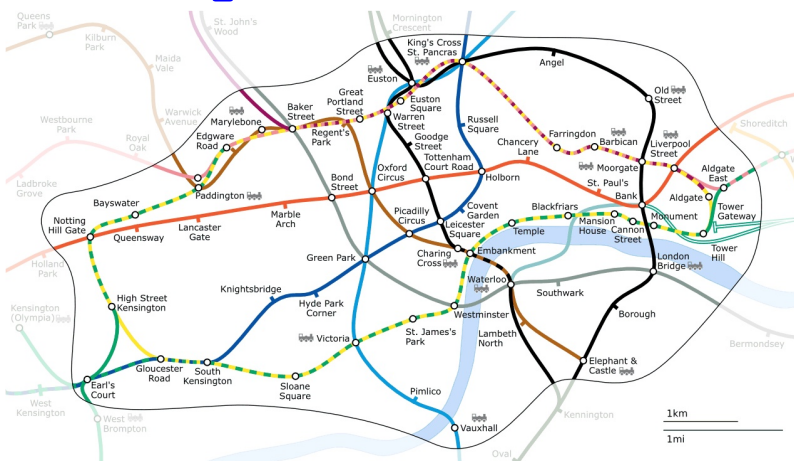 Queens
Park
Kilburn
Park
St. John's
Wood
Mornington
Crescent
Maida
Vale
King's Cross
St. Pancras
Angel
Euston
Old
Street
Great
Portland
Street
Baker
Street
Euston
Square
Warwick
Avenue
Marylebone
Regent's
Park
Warren
Street
Westbourne
Park
Edgware
Road
Goodge
Street
Russell
Square
Farringdon
Barbican
Liverpool
Street
Shoreditch
Royal
Oak
Chancery
Lane
Moorgate
Oxford
Circus
Tottenham
Court Road
Aldgate
East
Bond
Street
Holborn
St. Paul's
Ladbroke
Grove
Paddington
Bayswater
Bank
Aldgate
Tower
Gateway
Notting
Hill Gate
Marble
Arch
Picadilly
Circus
Covent
Garden
Leicester
Square
Blackfriars
Mansion
House
Cannon
Street
Monument
Lancaster
Gate
Queensway
Temple
Tower
Hill
Holland
Park
Green Park
Charing
Cross
Embankment
London
Bridge
Waterloo
Knightsbridge
Southwark
High Street
Kensington
Hyde Park
Corner
Westminster
Borough
Kensington
(Olympia)
Victoria
St. James's
Park
Lambeth
North
Bermondsey
Gloucester
Road
South
Kensington
Sloane
Square
Elephant &
Castle
Earl's
Court
Pimlico
West
Kensington
West
Brompton
Vauxhall
Kennington
Oval
1km
1mi